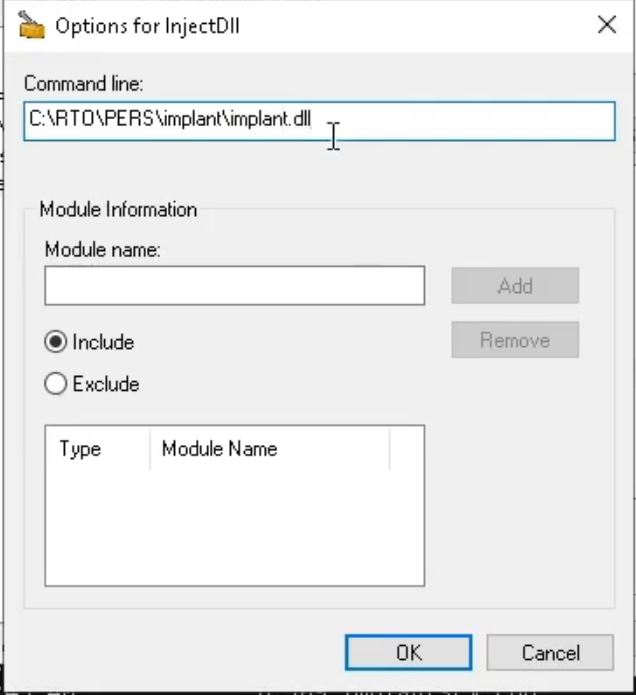 Options for InjectDll
Command line:
C:\RTO\PERS\implant\implant.dll
Module Information
Module name:
Add
Include
Remove
Exclude
Type Module Name
OK Cancel